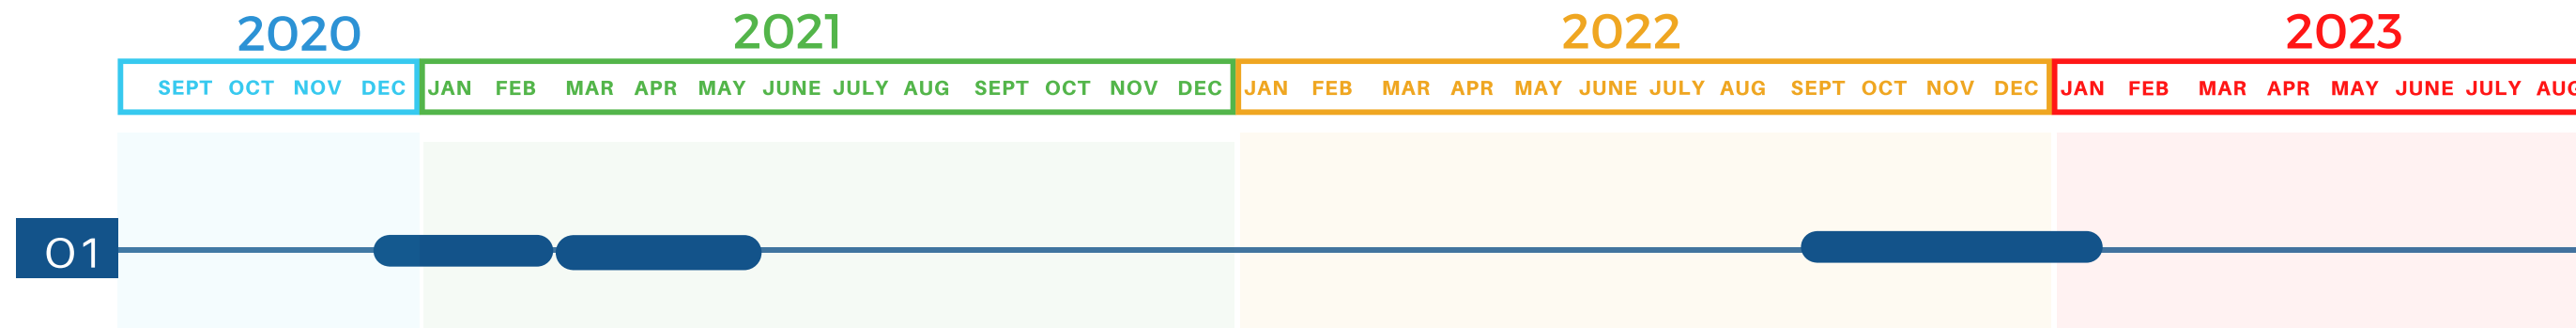 2020 2021 2022 2023
SEPT OCT NOV DEC JAN FEB MAR APR MAY JUNE JULY AUG SEPT OCT NOV DEC JAN FEB MAR APR MAY JUNE JULY AUG SEPT OCT NOV DEC JAN FEB MAR APR MAY JUNE JULY AUG
01